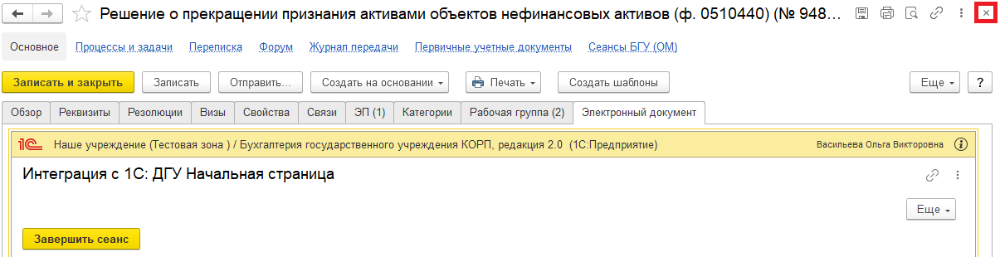 Решение о прекращении признания активами объектов нефинансовых активов (ф. 0510440) (№ 948...
Основное Процессы и задачи Переписка Форум Журнал передачи Первичные учетные документы Сеансы БГУ (ОМ)
Записать и закрыть Записать Отправить... Создать на основании Печать Создать шаблоны Еще ?
Обзор Реквизиты Резолюции Визы Свойства Связи ЭП (1) Категории Рабочая группа (2) Электронный документ
1С Наше учреждение (Тестовая зона ) / Бухгалтерия государственного учреждения КОРП, редакция 2.0 (1С:Предприятие) Васильева Ольга Викторовна
Интеграция с 1С: ДГУ Начальная страница
Еще
Завершить сеанс